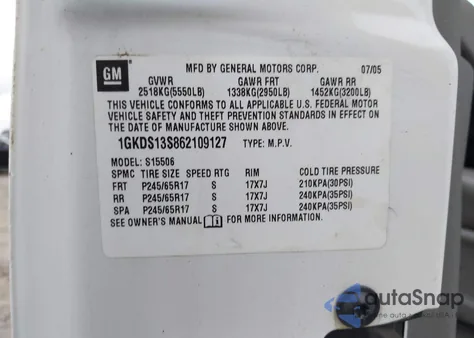 GM
MFD BY GENERAL MOTORS CORP. 07/05
GVWR GAWR FRT GAWR RR
2518KG(5550LB) 1338KG(2950LB) 1452KG(3200LB)
THIS VEHICLE CONFORMS TO ALL APPLICABLE U.S. FEDERAL MOTOR
VEHICLE SAFETY AND THEFT PREVENTION STANDARDS IN EFFECT
ON THE DATE OF MANUFACTURE SHOWN ABOVE.
1GKDS13S862109127 TYPE: M.P.V.
MODEL: S15506
SPMC TIRE SIZE SPEED RTG RIM COLD TIRE PRESSURE
FRT P245/65R17 S 17X7J 210KPA(30PSI)
RR P245/65R17 S 17X7J 240KPA(35PSI)
SPA P245/65R17 S 17X7J 240KPA(35PSI)
SEE OWNER'S MANUAL FOR MORE INFORMATION.
autaSnap